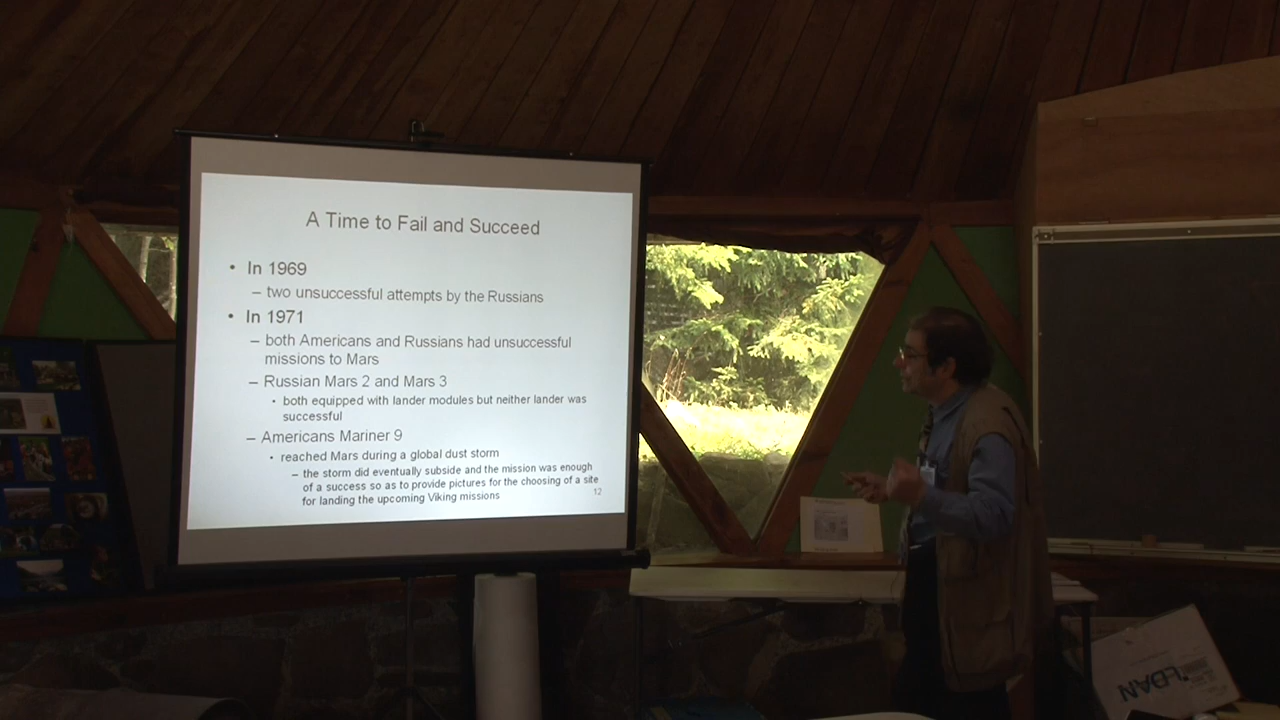 A Time to Fail and Succeed
• In 1969
– two unsuccessful attempts by the Russians
• In 1971
– both Americans and Russians had unsuccessful
missions to Mars
– Russian Mars 2 and Mars 3
• both equipped with lander modules but neither lander was
successful
– Americans Mariner 9
• reached Mars during a global dust storm
– the storm did eventually subside and the mission was enough
of a success so as to provide pictures for the choosing of a site
for landing the upcoming Viking missions
12